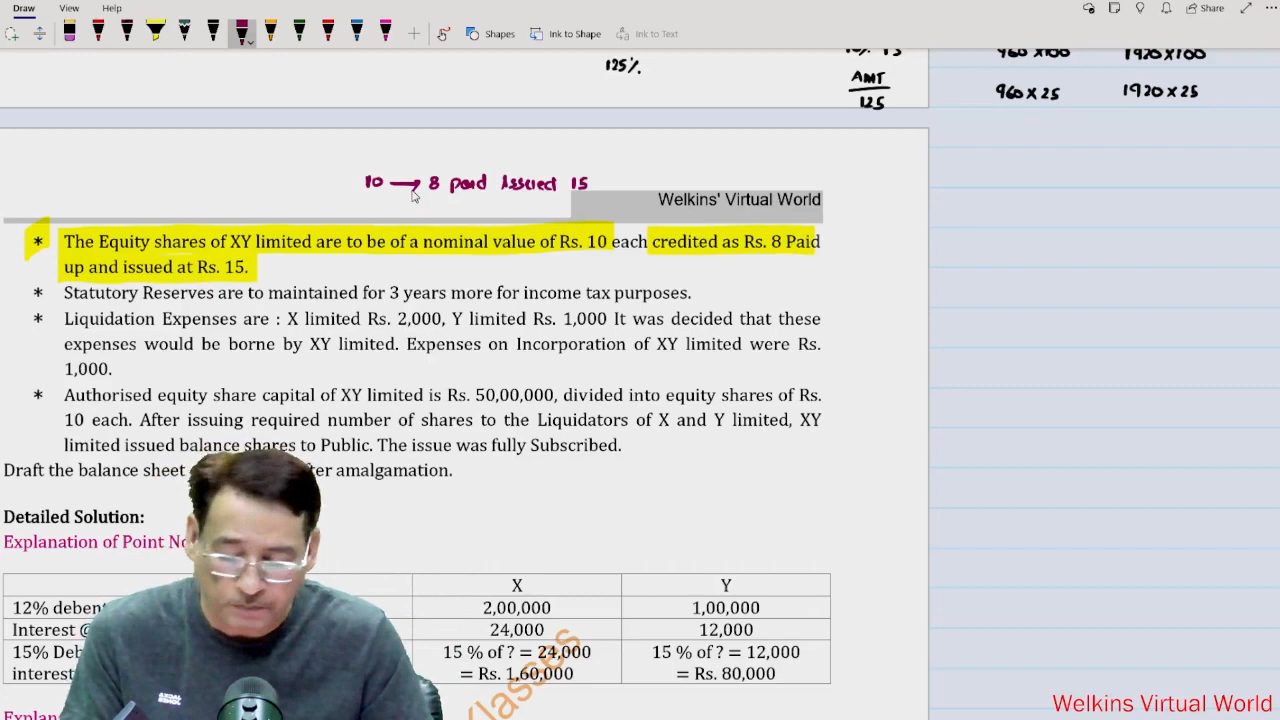 Draw View Help Share
Shapes Ink to Shape Ink to Text
125%.
AMT
125
960 x 100 1920 x 100
960 x 25 1920 x 25
10 → 8 paid Issued 15
Welkins' Virtual World
* The Equity shares of XY limited are to be of a nominal value of Rs. 10 each credited as Rs. 8 Paid
up and issued at Rs. 15.
* Statutory Reserves are to maintained for 3 years more for income tax purposes.
* Liquidation Expenses are : X limited Rs. 2,000, Y limited Rs. 1,000 It was decided that these
expenses would be borne by XY limited. Expenses on Incorporation of XY limited were Rs.
1,000.
* Authorised equity share capital of XY limited is Rs. 50,00,000, divided into equity shares of Rs.
10 each. After issuing required number of shares to the Liquidators of X and Y limited, XY
limited issued balance shares to Public. The issue was fully Subscribed.
Draft the balance sheet amalgamation.
Detailed Solution:
Explanation of Point
X Y
12% 2,00,000 1,00,000
Interest @ 24,000 12,000
15% 15 % of ? = 24,000 15 % of ? = 12,000
interest = Rs. 1,60,000 = Rs. 80,000
Welkins Virtual World